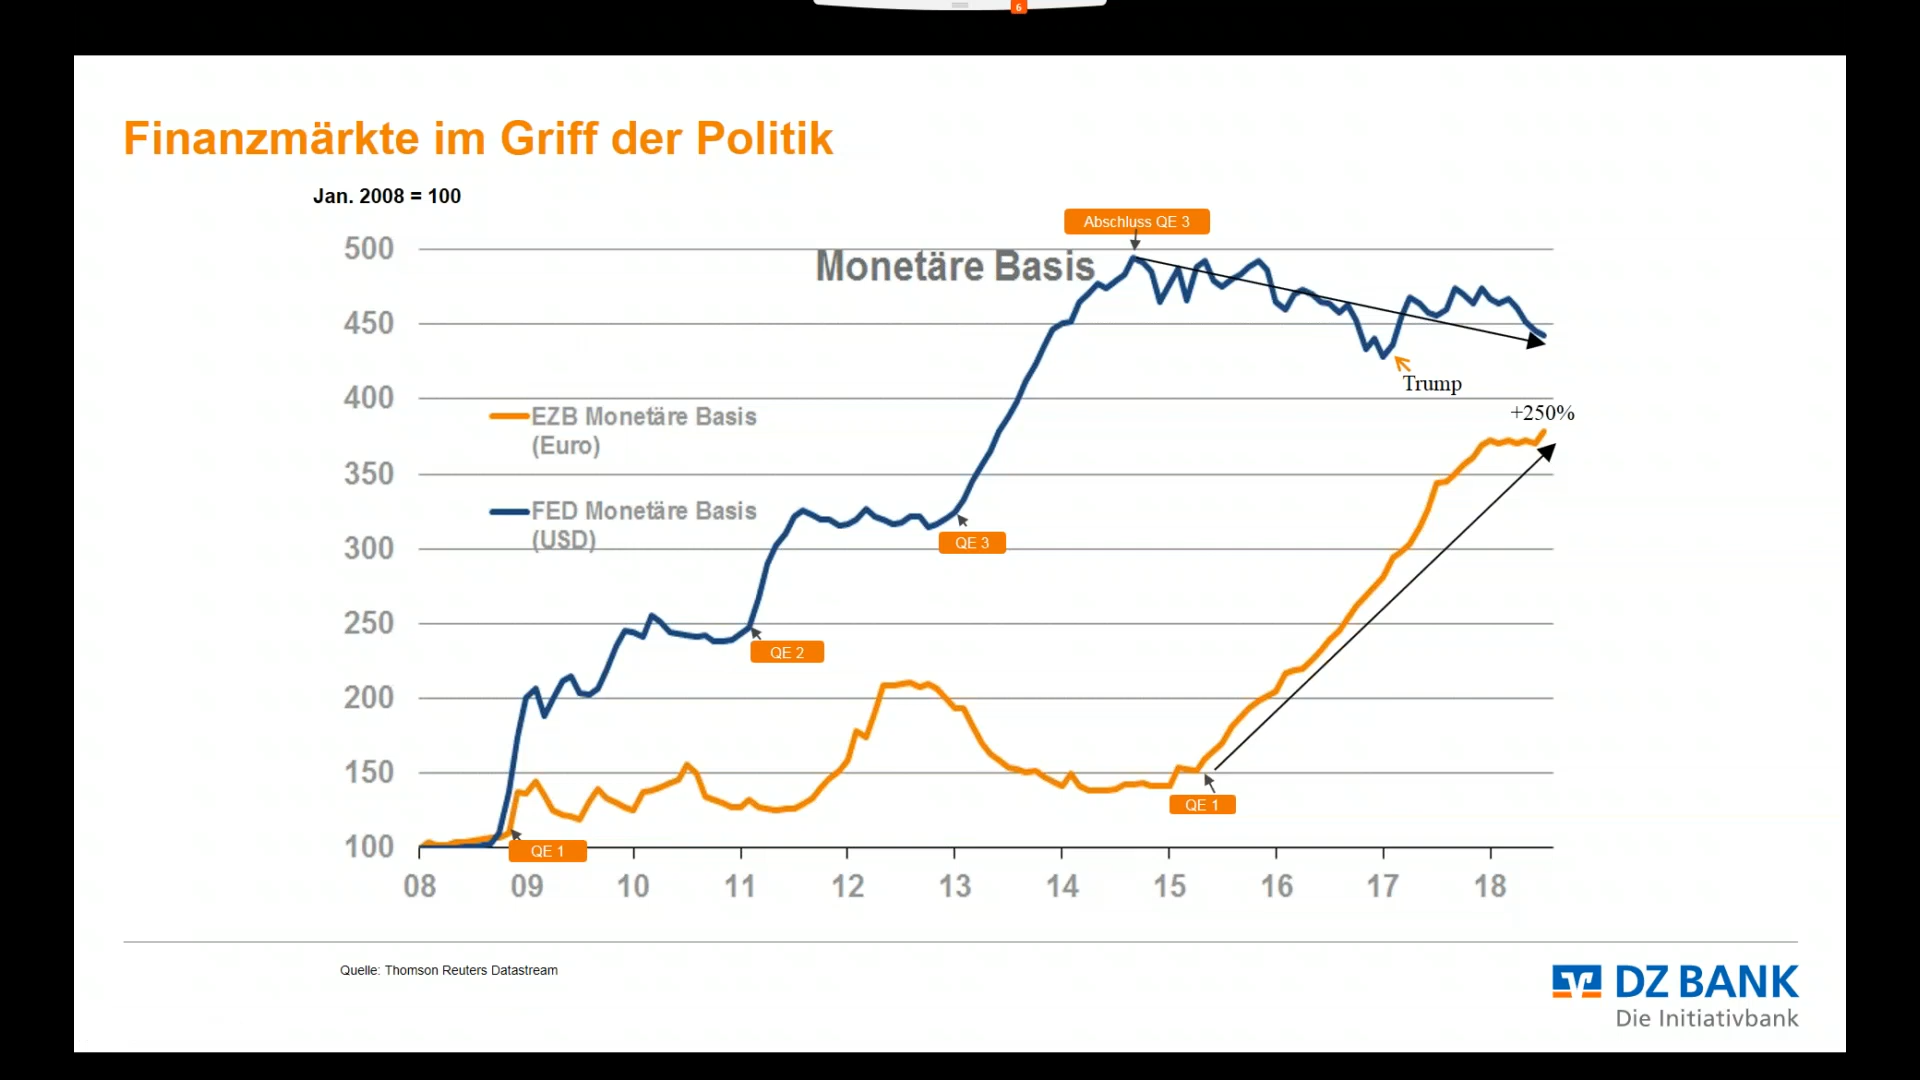 6
Finanzmärkte im Griff der Politik
Jan. 2008 = 100
Abschluss QE 3
500
Monetäre Basis
450
Trump
400
+250%
EZB Monetäre Basis
(Euro)
350
FED Monetäre Basis
(USD)
300
QE 3
250
QE 2
200
150
QE 1
100
QE 1
08 09 10 11 12 13 14 15 16 17 18
Quelle: Thomson Reuters Datastream
DZ BANK
Die Initiativbank